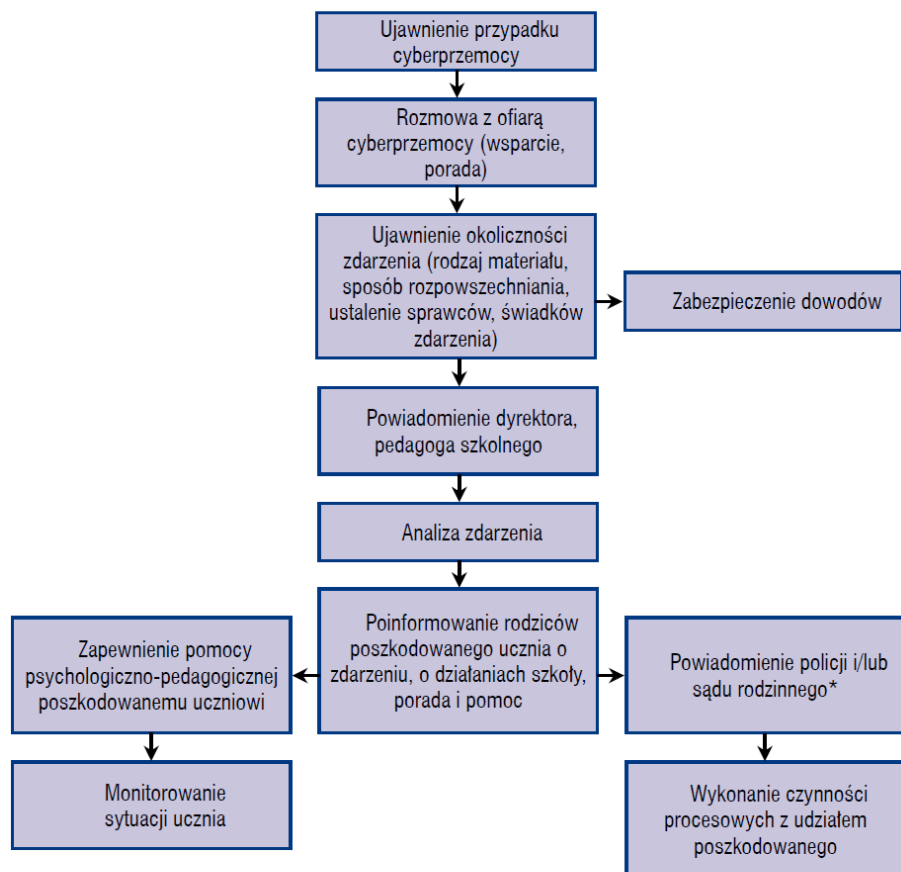 Ujawnienie przypadku
cyberprzemocy
Rozmowa z ofiarą
cyberprzemocy (wsparcie,
porada)
Ujawnienie okoliczności
zdarzenia (rodzaj materiału,
sposób rozpowszechniania,
ustalenie sprawców, świadków
zdarzenia)
Zabezpieczenie dowodów
Powiadomienie dyrektora,
pedagoga szkolnego
Analiza zdarzenia
Poinformowanie rodziców
poszkodowanego ucznia o
zdarzeniu, o działaniach szkoły,
porada i pomoc
Zapewnienie pomocy
psychologiczno-pedagogicznej
poszkodowanemu uczniowi
Powiadomienie policji i/lub
sądu rodzinnego*
Monitorowanie
sytuacji ucznia
Wykonanie czynności
procesowych z udziałem
poszkodowanego